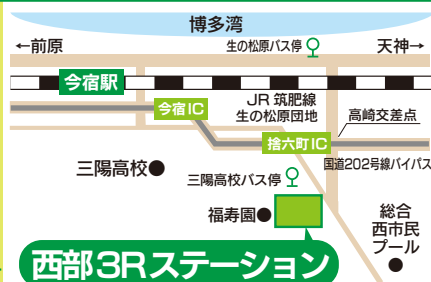 博多湾
←前原
生の松原バス停
天神→
今宿駅
今宿IC
JR 筑肥線
生の松原団地
高崎交差点
捨六町IC
国道202号線バイパス
三陽高校●
三陽高校バス停
福寿園●
総合
西市民
プール
●
西部3Rステーション